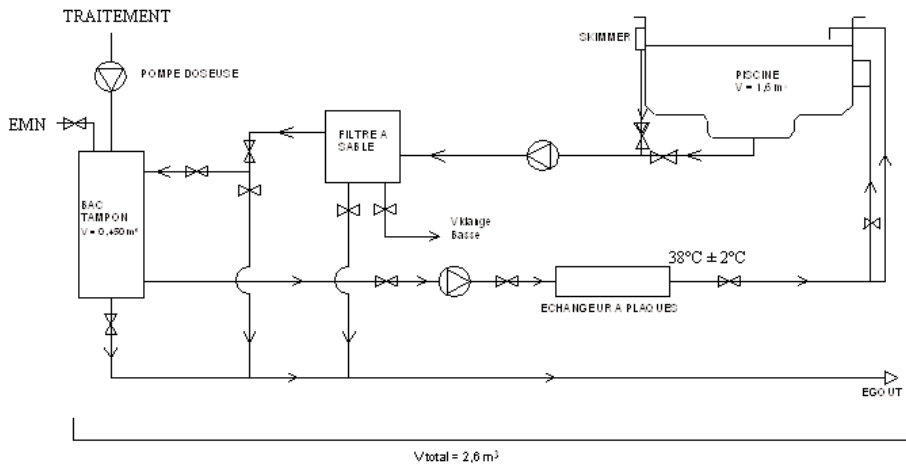 TRAITEMENT
POMPE DOSEUSE
EMN
BAC
TAMPON
V = 0,450 m³
FILTRE A
SABLE
Vidange
Basse
SKIMMER
PISCINE
V = 1,6 m³
38°C ± 2°C
ECHANGEUR A PLAQUES
EGOUT
Vtotal = 2,6 m³